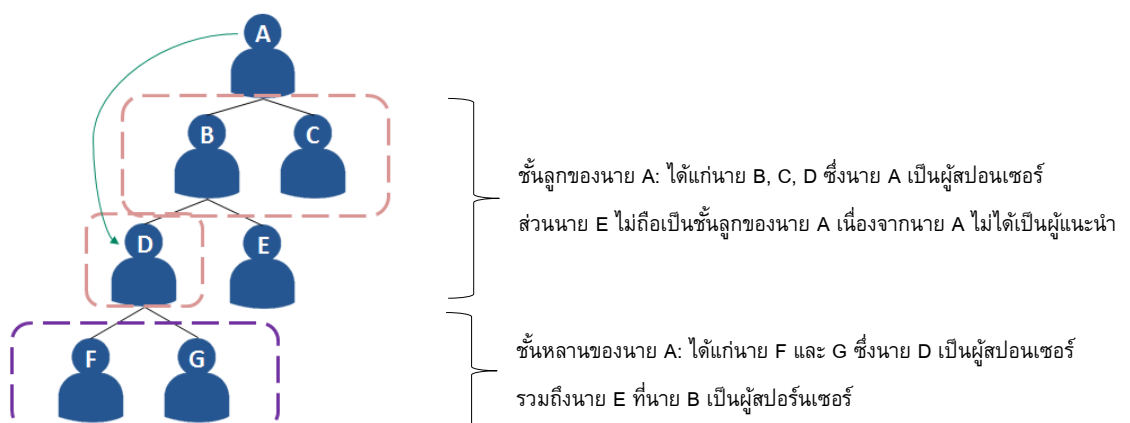 A
B
C
ชั้นลูกของนาย A: ได้แก่นาย B, C, D ซึ่งนาย A เป็นผู้สปอนเซอร์
ส่วนนาย E ไม่ถือเป็นชั้นลูกของนาย A เนื่องจากนาย A ไม่ได้เป็นผู้แนะนำ
D
E
F
G
ชั้นหลานของนาย A: ได้แก่นาย F และ G ซึ่งนาย D เป็นผู้สปอนเซอร์
รวมถึงนาย E ที่นาย B เป็นผู้สปอร์นเซอร์